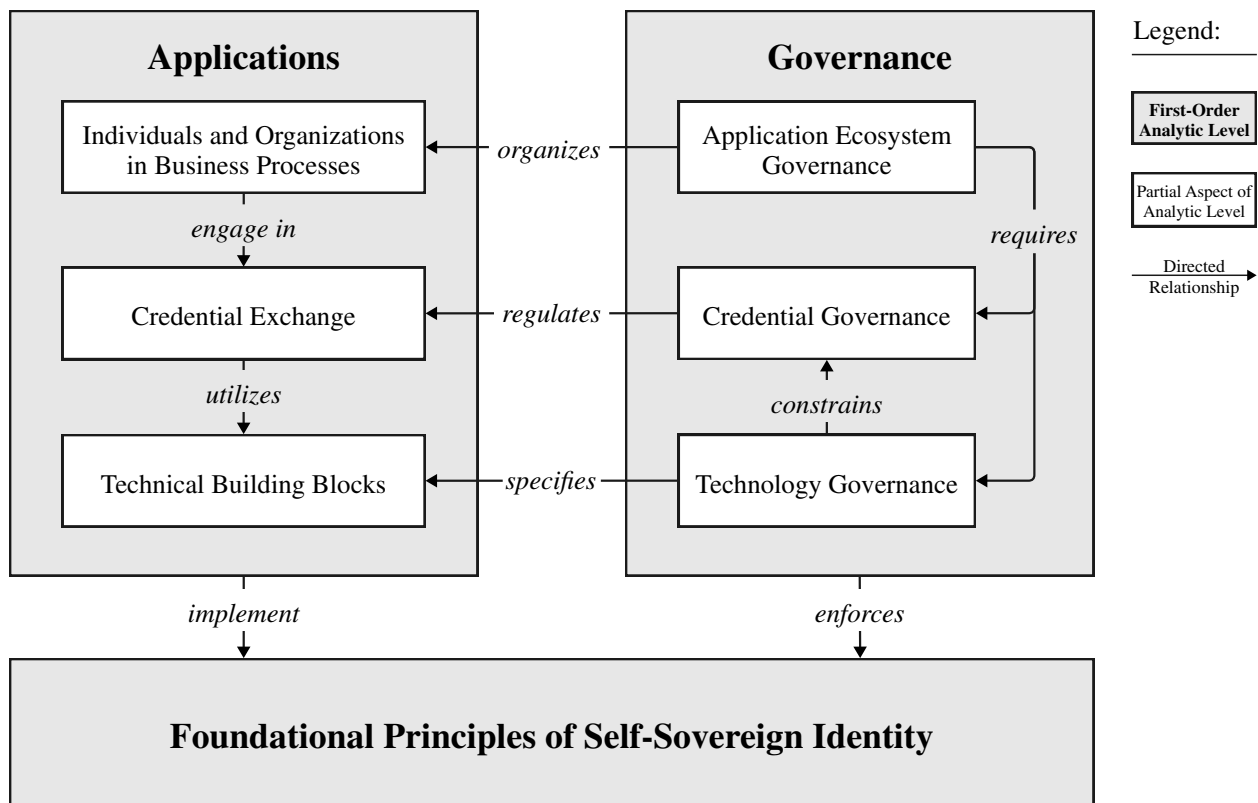 Applications
Governance
Legend:
Individuals and Organizations
in Business Processes
organizes
Application Ecosystem
Governance
First-Order
Analytic Level
Partial Aspect of
Analytic Level
engage in
requires
Directed
Relationship
Credential Exchange
regulates
Credential Governance
utilizes
constrains
Technical Building Blocks
specifies
Technology Governance
implement
enforces
Foundational Principles of Self-Sovereign Identity